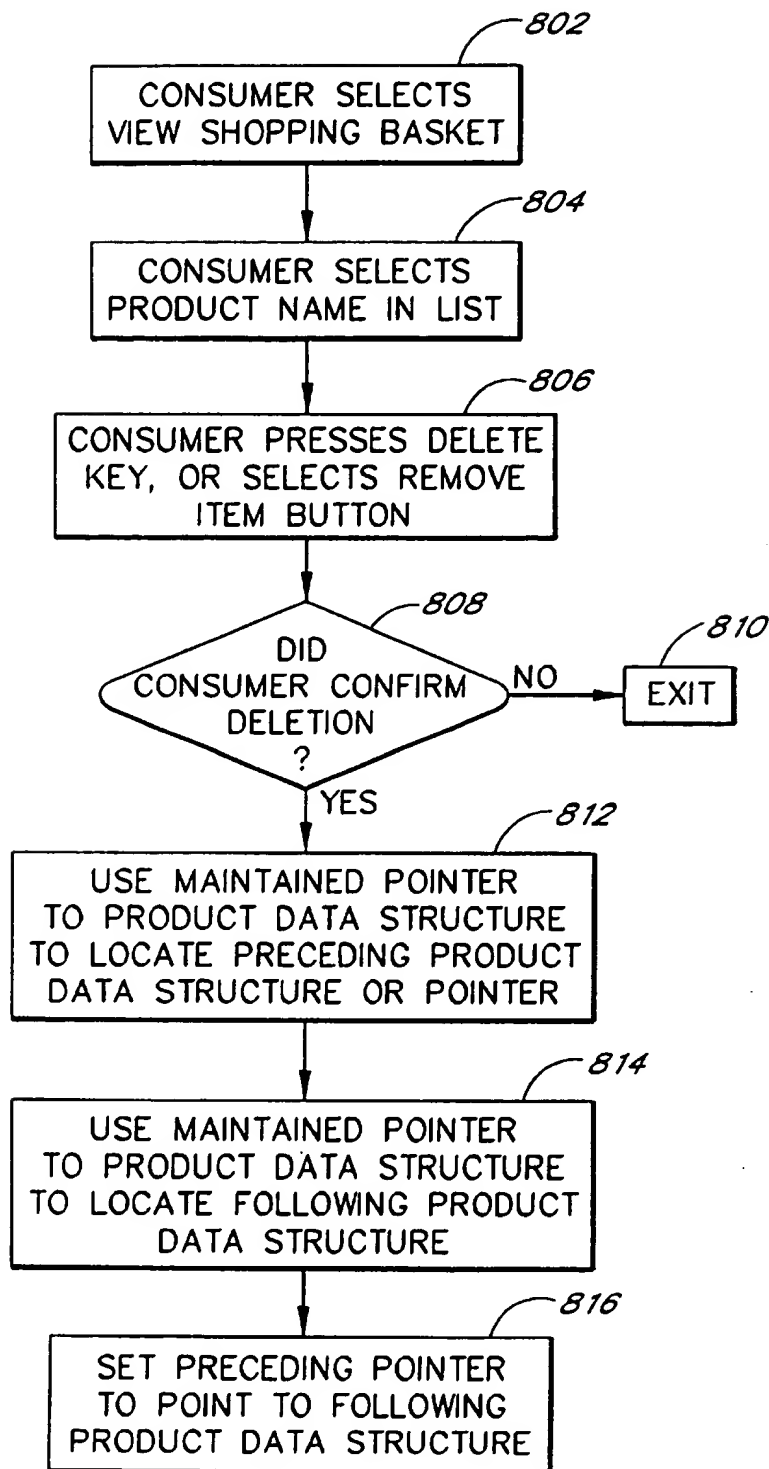 802
CONSUMER SELECTS
VIEW SHOPPING BASKET
804
CONSUMER SELECTS
PRODUCT NAME IN LIST
806
CONSUMER PRESSES DELETE
KEY, OR SELECTS REMOVE
ITEM BUTTON
808
DID
CONSUMER CONFIRM
DELETION
?
NO
810
EXIT
YES
812
USE MAINTAINED POINTER
TO PRODUCT DATA STRUCTURE
TO LOCATE PRECEDING PRODUCT
DATA STRUCTURE OR POINTER
814
USE MAINTAINED POINTER
TO PRODUCT DATA STRUCTURE
TO LOCATE FOLLOWING PRODUCT
DATA STRUCTURE
816
SET PRECEDING POINTER
TO POINT TO FOLLOWING
PRODUCT DATA STRUCTURE